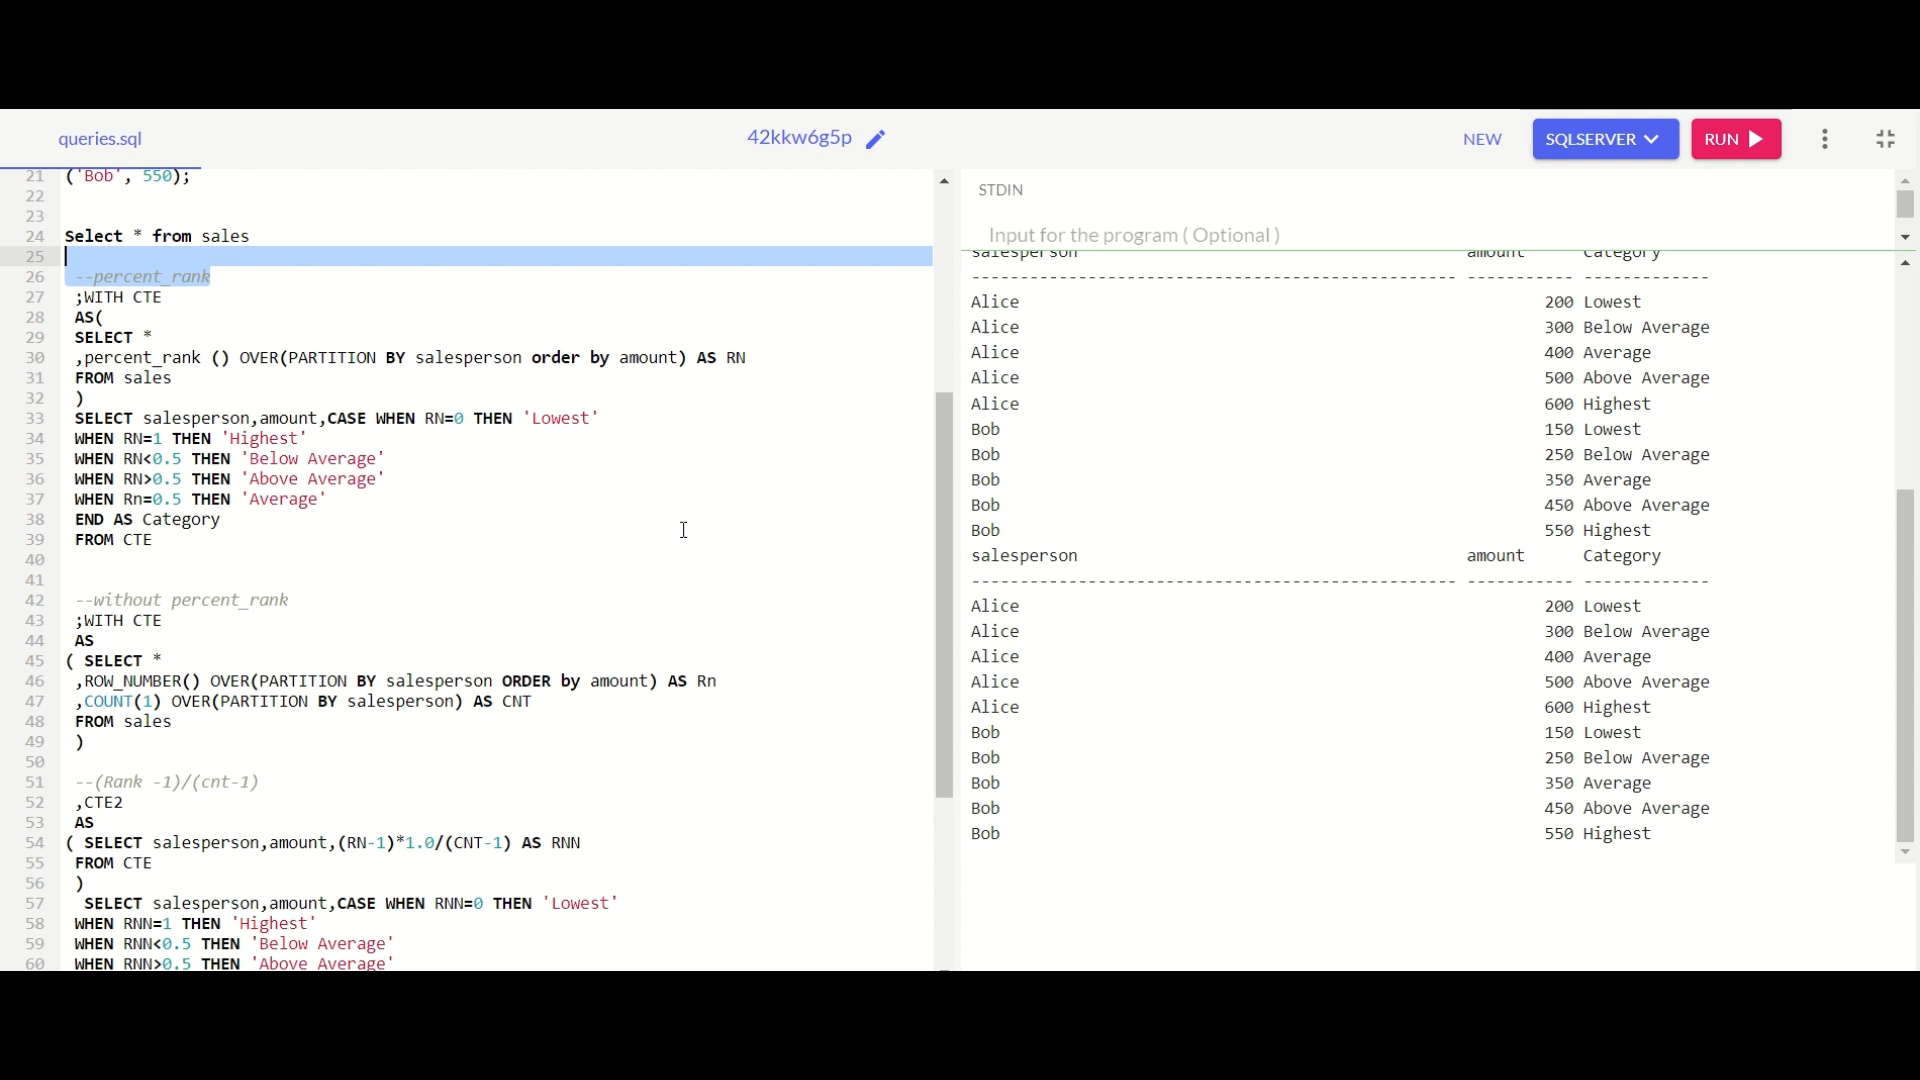 queries.sql
42kkw6g5p
NEW
SQLSERVER
RUN
21 ('Bob', 550);
22
23
24 Select * from sales
25
26 --percent_rank
27 ;WITH CTE
28 AS(
29 SELECT *
30 ,percent_rank () OVER(PARTITION BY salesperson order by amount) AS RN
31 FROM sales
32 )
33 SELECT salesperson,amount,CASE WHEN RN=0 THEN 'Lowest'
34 WHEN RN=1 THEN 'Highest'
35 WHEN RN<0.5 THEN 'Below Average'
36 WHEN RN>0.5 THEN 'Above Average'
37 WHEN Rn=0.5 THEN 'Average'
38 END AS Category
39 FROM CTE
40
41
42 --without percent_rank
43 ;WITH CTE
44 AS
45 ( SELECT *
46 ,ROW_NUMBER() OVER(PARTITION BY salesperson ORDER by amount) AS Rn
47 ,COUNT(1) OVER(PARTITION BY salesperson) AS CNT
48 FROM sales
49 )
50
51 --(Rank -1)/(cnt-1)
52 ,CTE2
53 AS
54 ( SELECT salesperson,amount,(RN-1)*1.0/(CNT-1) AS RNN
55 FROM CTE
56 )
57 SELECT salesperson,amount,CASE WHEN RNN=0 THEN 'Lowest'
58 WHEN RNN=1 THEN 'Highest'
59 WHEN RNN<0.5 THEN 'Below Average'
60 WHEN RNN>0.5 THEN 'Above Average'
STDIN
Input for the program ( Optional )
salesperson amount Category
--------------------------------------------------- ----------- -------------
Alice 200 Lowest
Alice 300 Below Average
Alice 400 Average
Alice 500 Above Average
Alice 600 Highest
Bob 150 Lowest
Bob 250 Below Average
Bob 350 Average
Bob 450 Above Average
Bob 550 Highest
salesperson amount Category
--------------------------------------------------- ----------- -------------
Alice 200 Lowest
Alice 300 Below Average
Alice 400 Average
Alice 500 Above Average
Alice 600 Highest
Bob 150 Lowest
Bob 250 Below Average
Bob 350 Average
Bob 450 Above Average
Bob 550 Highest